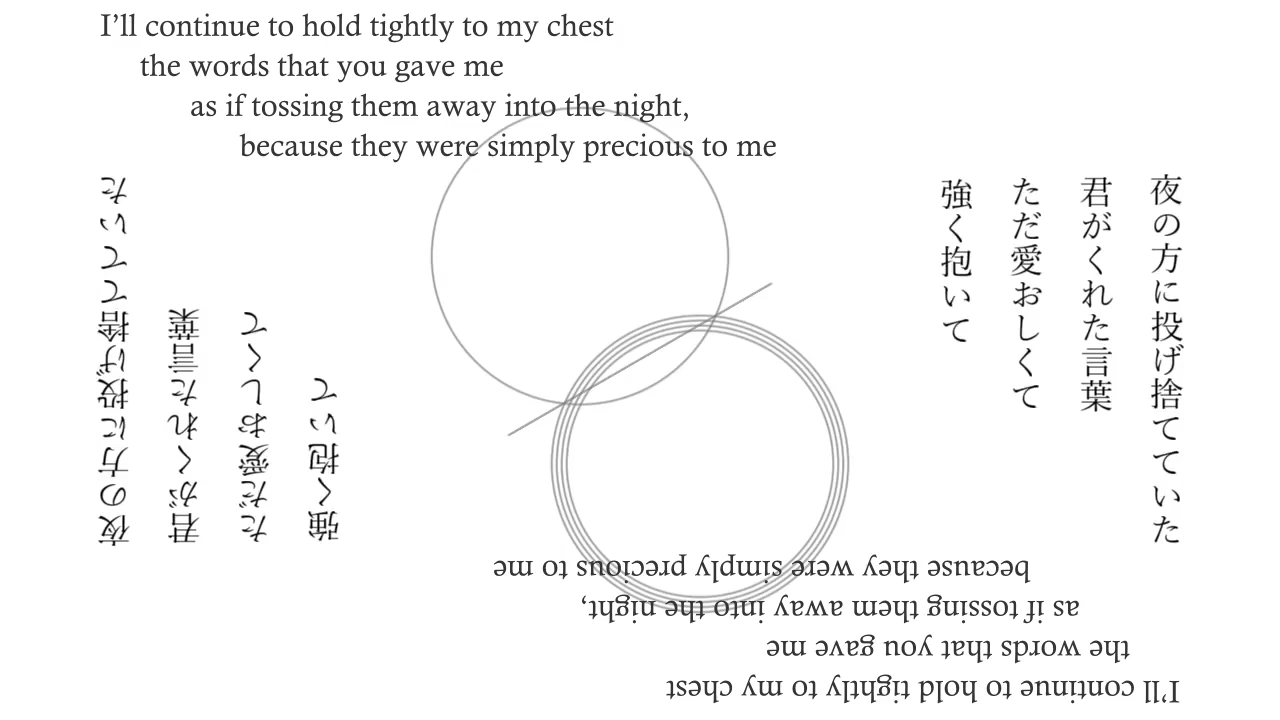 I’ll continue to hold tightly to my chest
the words that you gave me
as if tossing them away into the night,
because they were simply precious to me
夜の方に投げ捨てていた
君がくれた言葉
ただ愛おしくて
強く抱いて
夜の方に投げ捨てていた
君がくれた言葉
ただ愛おしくて
強く抱いて
I’ll continue to hold tightly to my chest
the words that you gave me
as if tossing them away into the night,
because they were simply precious to me